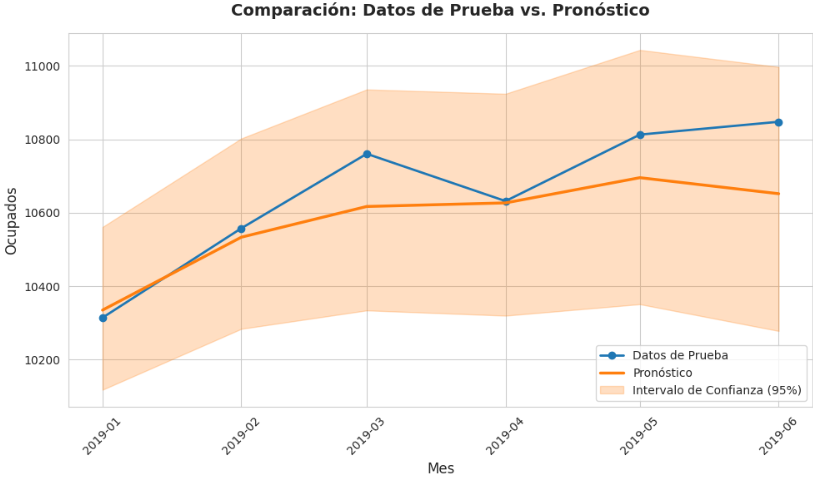 Comparación: Datos de Prueba vs. Pronóstico
11000
10800
10600
10400
10200
Ocupados
Datos de Prueba
Pronóstico
Intervalo de Confianza (95%)
2019-01
2019-02
2019-03
2019-04
2019-05
2019-06
Mes